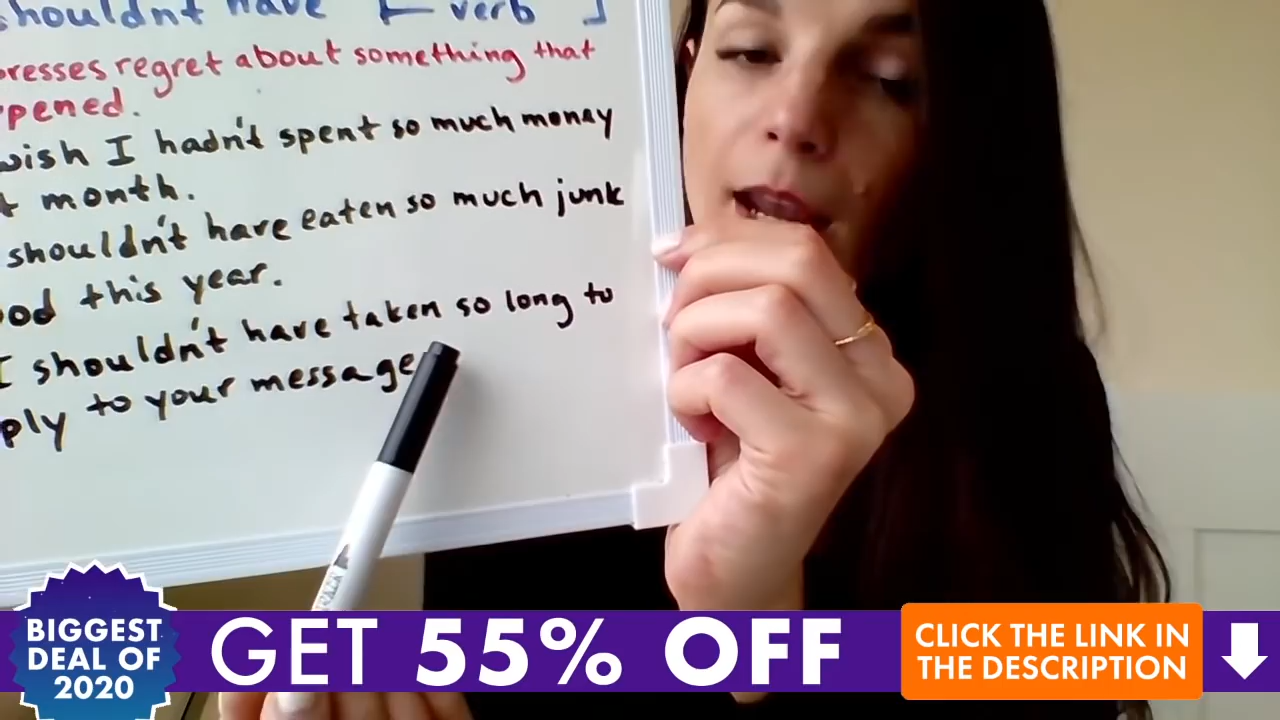 shouldnt have [ verb ]
presses regret about something that
ppened.
wish I hadn't spent so much money
t month.
shouldn't have eaten so much junk
ood this year.
I shouldn't have taken so long to
ply to your message
BIGGEST
DEAL OF
2020
GET 55% OFF
CLICK THE LINK IN
THE DESCRIPTION